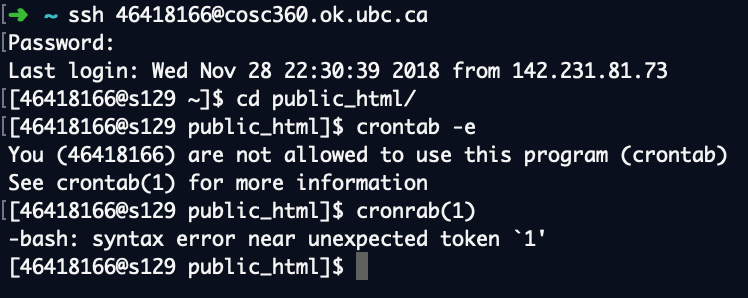 ➜ ~ ssh 46418166@cosc360.ok.ubc.ca
Password:
Last login: Wed Nov 28 22:30:39 2018 from 142.231.81.73
[46418166@s129 ~]$ cd public_html/
[46418166@s129 public_html]$ crontab -e
You (46418166) are not allowed to use this program (crontab)
See crontab(1) for more information
[46418166@s129 public_html]$ cronrab(1)
-bash: syntax error near unexpected token `1'
[46418166@s129 public_html]$